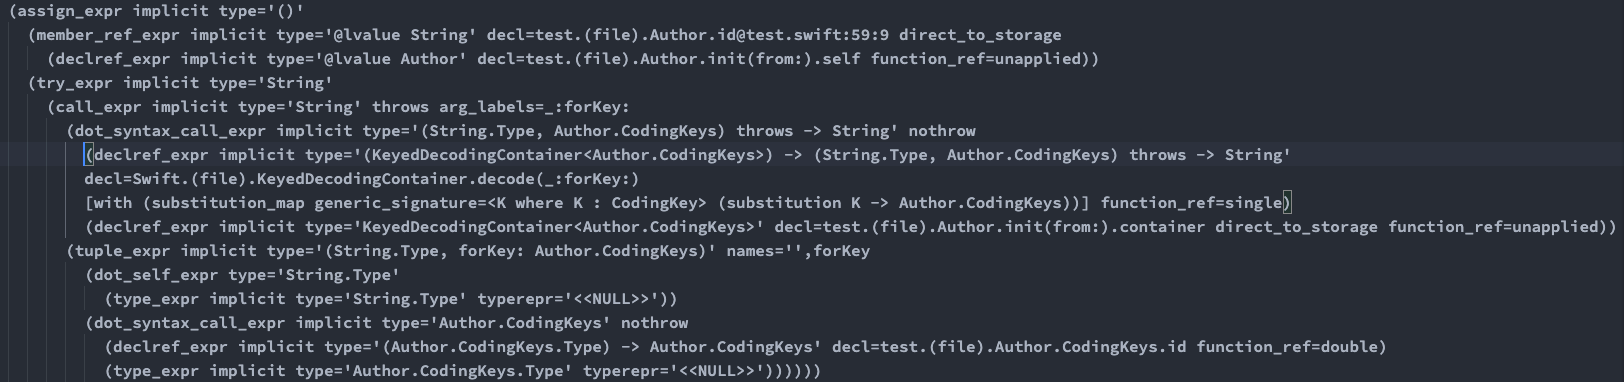 (assign_expr implicit type='()'
(member_ref_expr implicit type='@lvalue String' decl=test.(file).Author.id@test.swift:59:9 direct_to_storage
(declref_expr implicit type='@lvalue Author' decl=test.(file).Author.init(from:).self function_ref=unapplied))
(try_expr implicit type='String'
(call_expr implicit type='String' throws arg_labels=_:forKey:
(dot_syntax_call_expr implicit type='(String.Type, Author.CodingKeys) throws -> String' nothrow
(declref_expr implicit type='(KeyedDecodingContainer<Author.CodingKeys>) -> (String.Type, Author.CodingKeys) throws -> String'
decl=Swift.(file).KeyedDecodingContainer.decode(_:forKey:)
[with (substitution_map generic_signature=<K where K : CodingKey> (substitution K -> Author.CodingKeys))] function_ref=single)
(declref_expr implicit type='KeyedDecodingContainer<Author.CodingKeys>' decl=test.(file).Author.init(from:).container direct_to_storage function_ref=unapplied))
(tuple_expr implicit type='(String.Type, forKey: Author.CodingKeys)' names='',forKey
(dot_self_expr type='String.Type'
(type_expr implicit type='String.Type' typerepr='<<NULL>>'))
(dot_syntax_call_expr implicit type='Author.CodingKeys' nothrow
(declref_expr implicit type='(Author.CodingKeys.Type) -> Author.CodingKeys' decl=test.(file).Author.CodingKeys.id function_ref=double)
(type_expr implicit type='Author.CodingKeys.Type' typerepr='<<NULL>>'))))))